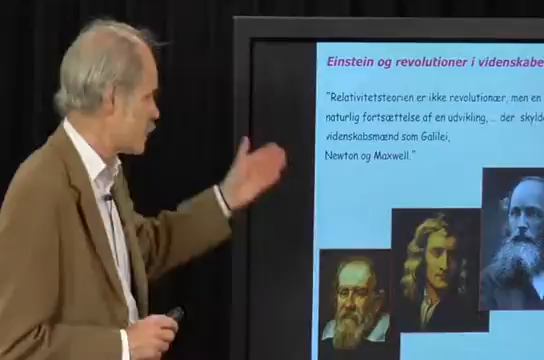 Einstein og revolutioner i videnskabe
"Relativitetsteorien er ikke revolutionær, men en
naturlig fortsættelse af en udvikling, ... der skylde
videnskabsmænd som Galilei,
Newton og Maxwell."